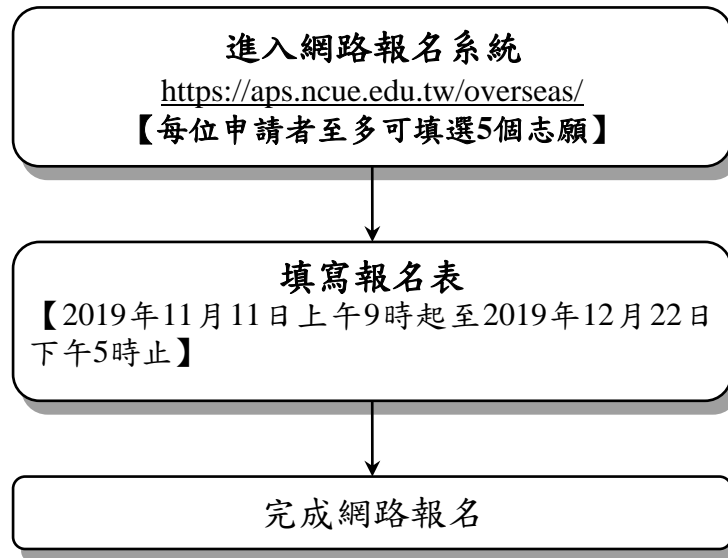 進入網路報名系統
https://aps.ncue.edu.tw/overseas/
【每位申請者至多可填選5個志願】
填寫報名表
【2019年11月11日上午9時起至2019年12月22日
下午5時止】
完成網路報名